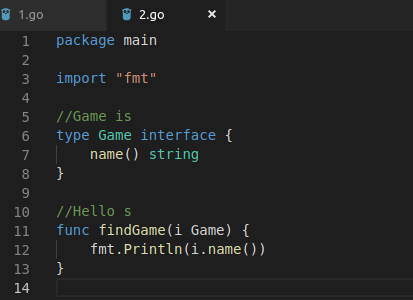 1.go 2.go ×
1 package main
2
3 import "fmt"
4
5 //Game is
6 type Game interface {
7     name() string
8 }
9
10 //Hello s
11 func findGame(i Game) {
12     fmt.Println(i.name())
13 }
14